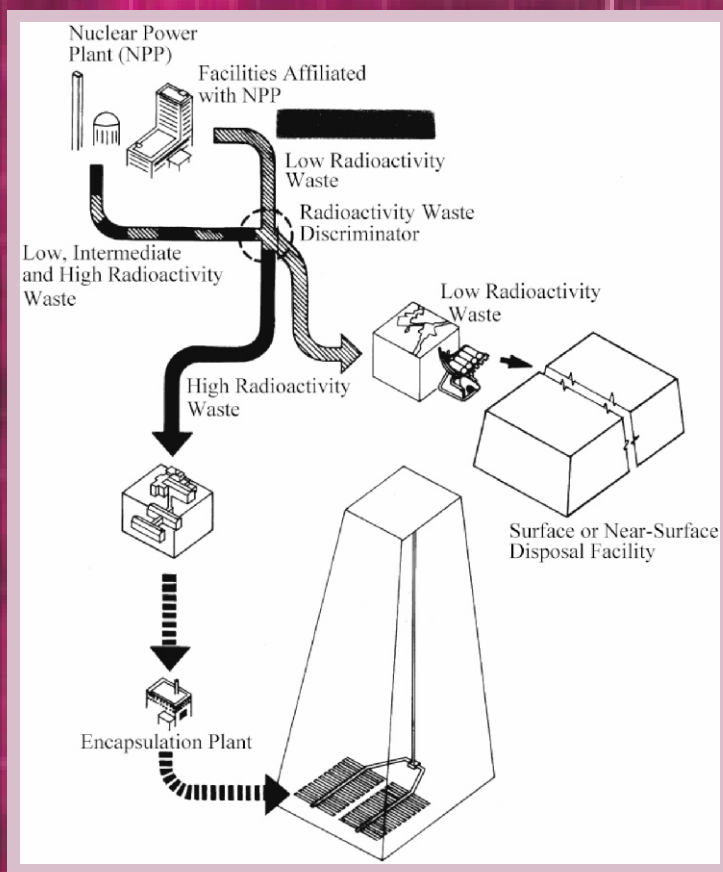 Nuclear Power
Plant (NPP)
Facilities Affiliated
with NPP
Low Radioactivity
Waste
Radioactivity Waste
Discriminator
Low, Intermediate
and High Radioactivity
Waste
Low Radioactivity
Waste
High Radioactivity
Waste
Surface or Near-Surface
Disposal Facility
Encapsulation Plant